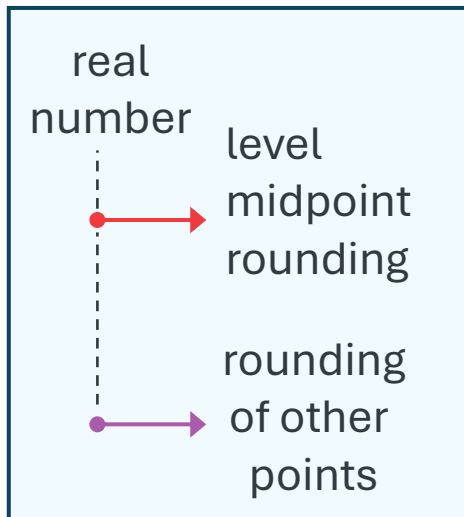 real
number
level
midpoint
rounding
rounding
of other
points